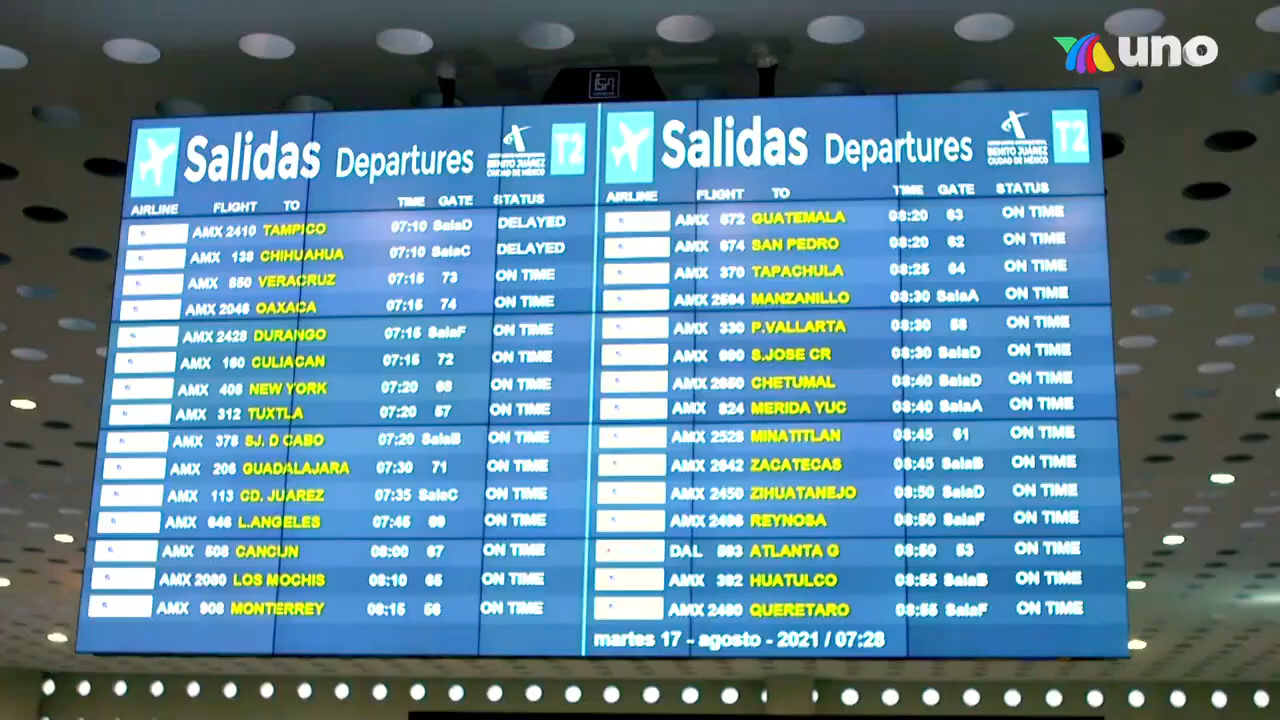 uno
Salidas Departures BENITO JUÁREZ CIUDAD DE MÉXICO T2
AIRLINE FLIGHT TO TIME GATE STATUS
AMX 2410 TAMPICO 07:10 SalaD DELAYED
AMX 138 CHIHUAHUA 07:10 SalaC DELAYED
AMX 850 VERACRUZ 07:15 73 ON TIME
AMX 2046 OAXACA 07:15 74 ON TIME
AMX 2428 DURANGO 07:15 SalaF ON TIME
AMX 160 CULIACAN 07:15 72 ON TIME
AMX 408 NEW YORK 07:20 68 ON TIME
AMX 312 TUXTLA 07:20 57 ON TIME
AMX 378 SJ. D CABO 07:20 SalaB ON TIME
AMX 206 GUADALAJARA 07:30 71 ON TIME
AMX 113 CD. JUAREZ 07:35 SalaC ON TIME
AMX 646 L.ANGELES 07:45 ON TIME
AMX 508 CANCUN 08:00 67 ON TIME
AMX 2080 LOS MOCHIS 08:10 65 ON TIME
AMX 908 MONTERREY 08:15 ON TIME
Salidas Departures BENITO JUÁREZ CIUDAD DE MÉXICO T2
AIRLINE FLIGHT TO TIME GATE STATUS
AMX 672 GUATEMALA 08:20 63 ON TIME
AMX 674 SAN PEDRO 08:20 62 ON TIME
AMX 370 TAPACHULA 08:25 64 ON TIME
AMX 2584 MANZANILLO 08:30 SalaA ON TIME
AMX 330 P.VALLARTA 08:30 ON TIME
AMX 690 S.JOSE CR 08:30 SalaD ON TIME
AMX 2650 CHETUMAL 08:40 SalaD ON TIME
AMX 824 MERIDA YUC 08:40 SalaA ON TIME
AMX 2528 MINATITLAN 08:45 61 ON TIME
AMX 2642 ZACATECAS 08:45 SalaB ON TIME
AMX 2450 ZIHUATANEJO 08:50 SalaD ON TIME
AMX 2496 REYNOSA 08:50 SalaF ON TIME
DAL 593 ATLANTA G 08:50 53 ON TIME
AMX 392 HUATULCO 08:55 SalaB ON TIME
AMX 2490 QUERETARO 08:55 SalaF ON TIME
martes 17 - agosto - 2021 / 07:28